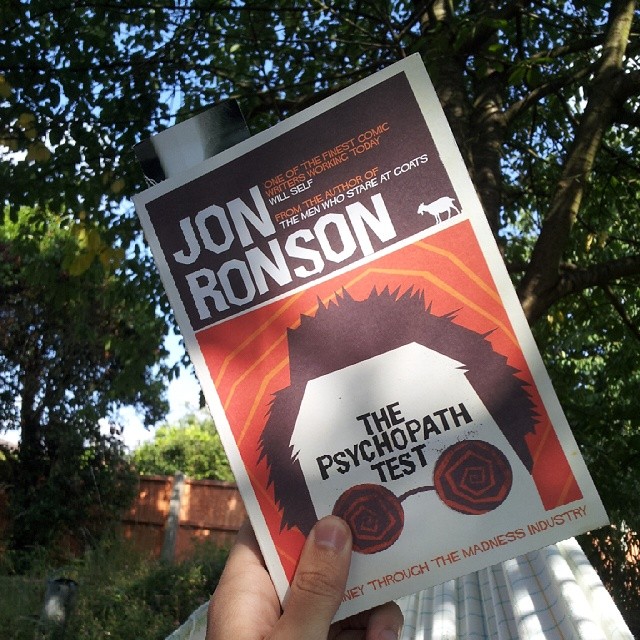 ONE OF THE FINEST COMIC
WRITERS WORKING TODAY
WILL SELF
FROM THE AUTHOR OF
THE MEN WHO STARE AT GOATS
JON
RONSON
THE
PSYCHOPATH
TEST
THROUGH THE MADNESS INDUSTRY